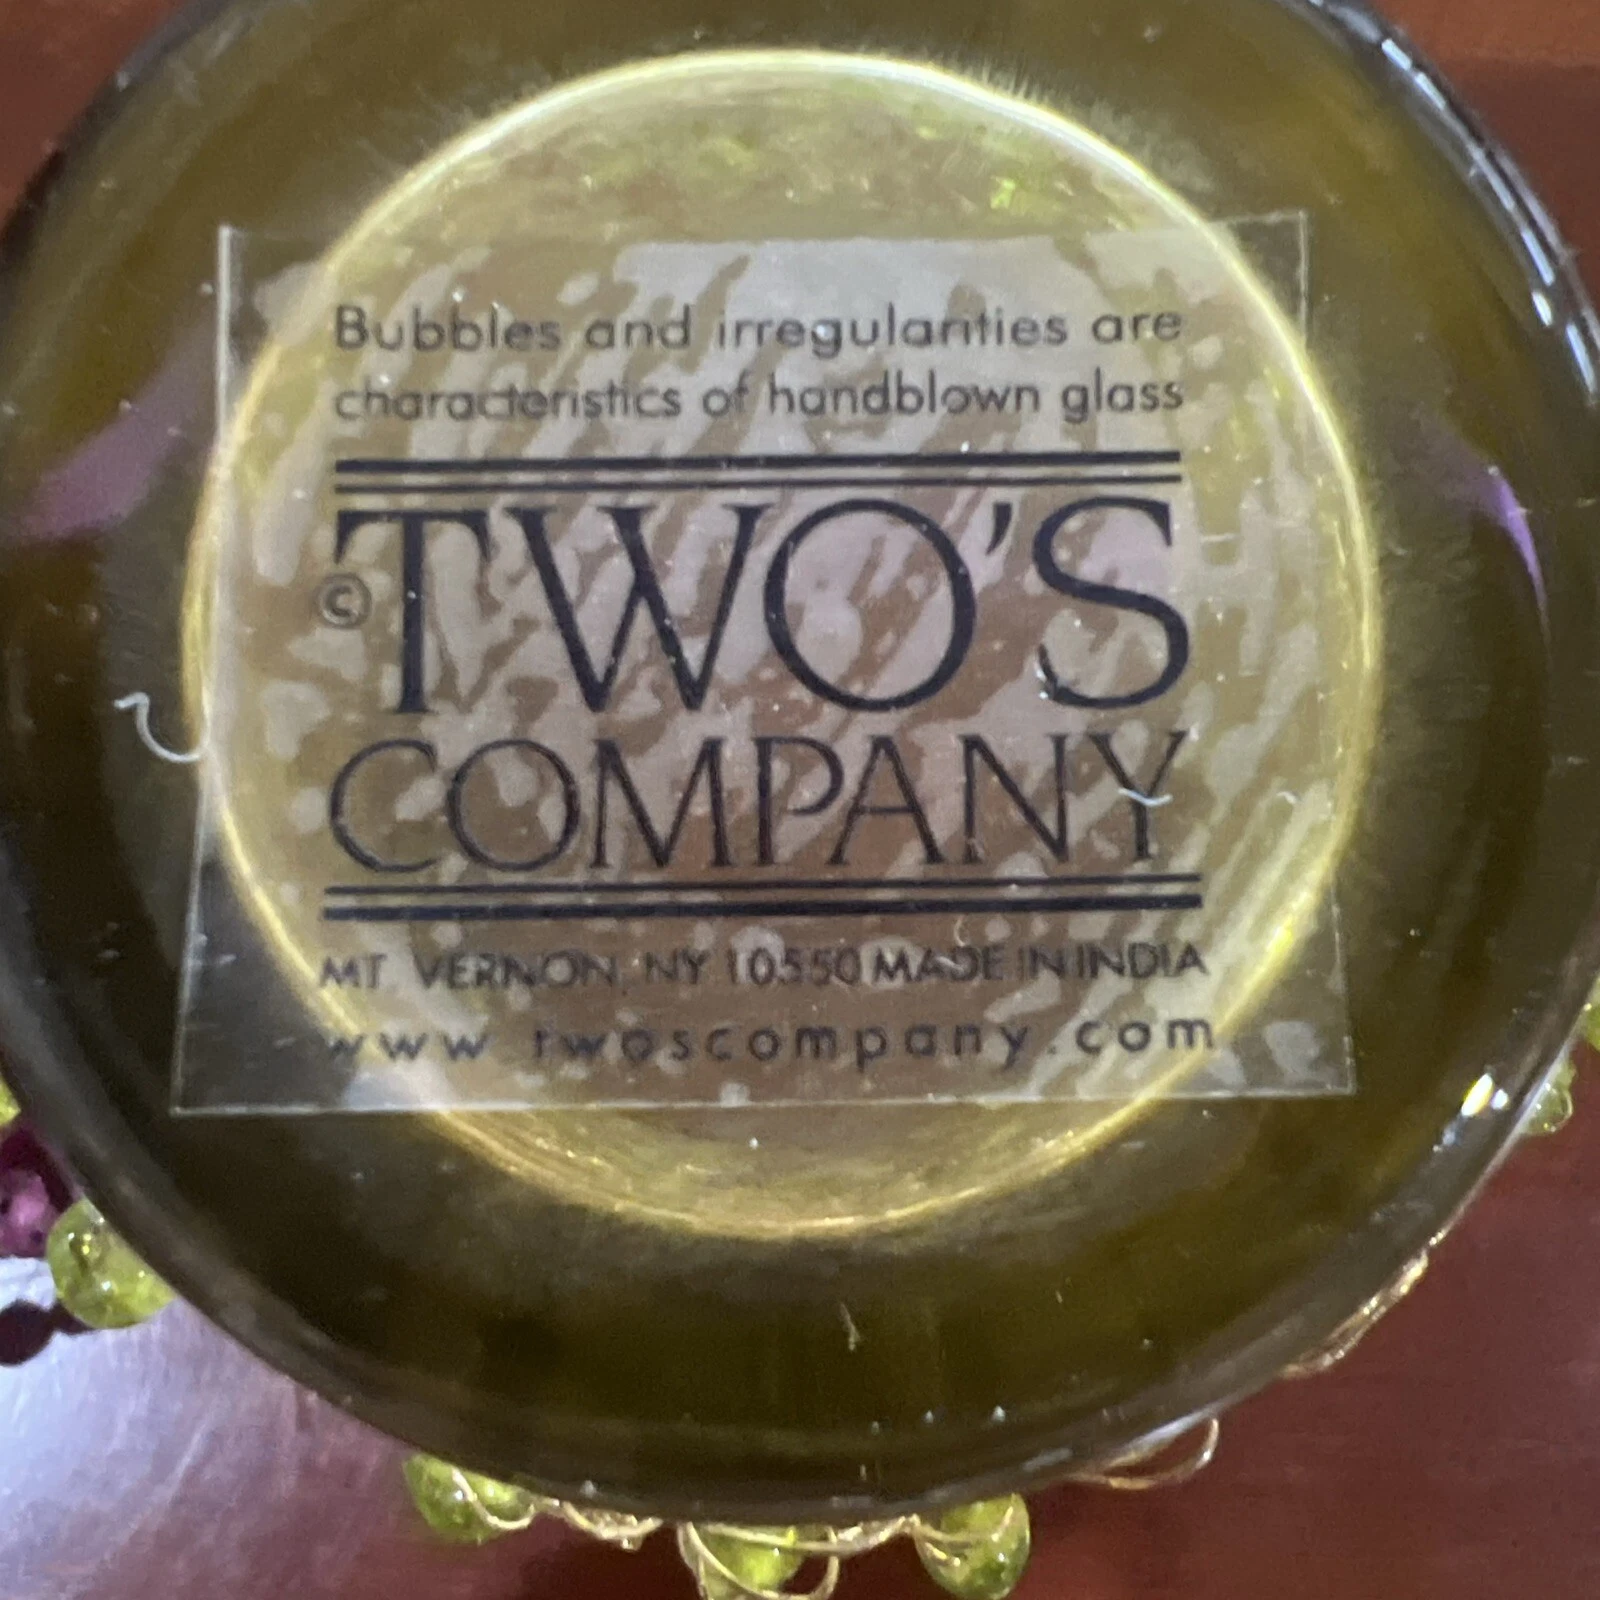 Bubbles and irregularities are
characteristics of handblown glass
© TWO'S
COMPANY
MT. VERNON, NY 10550 MADE IN INDIA
www.twoscompany.com